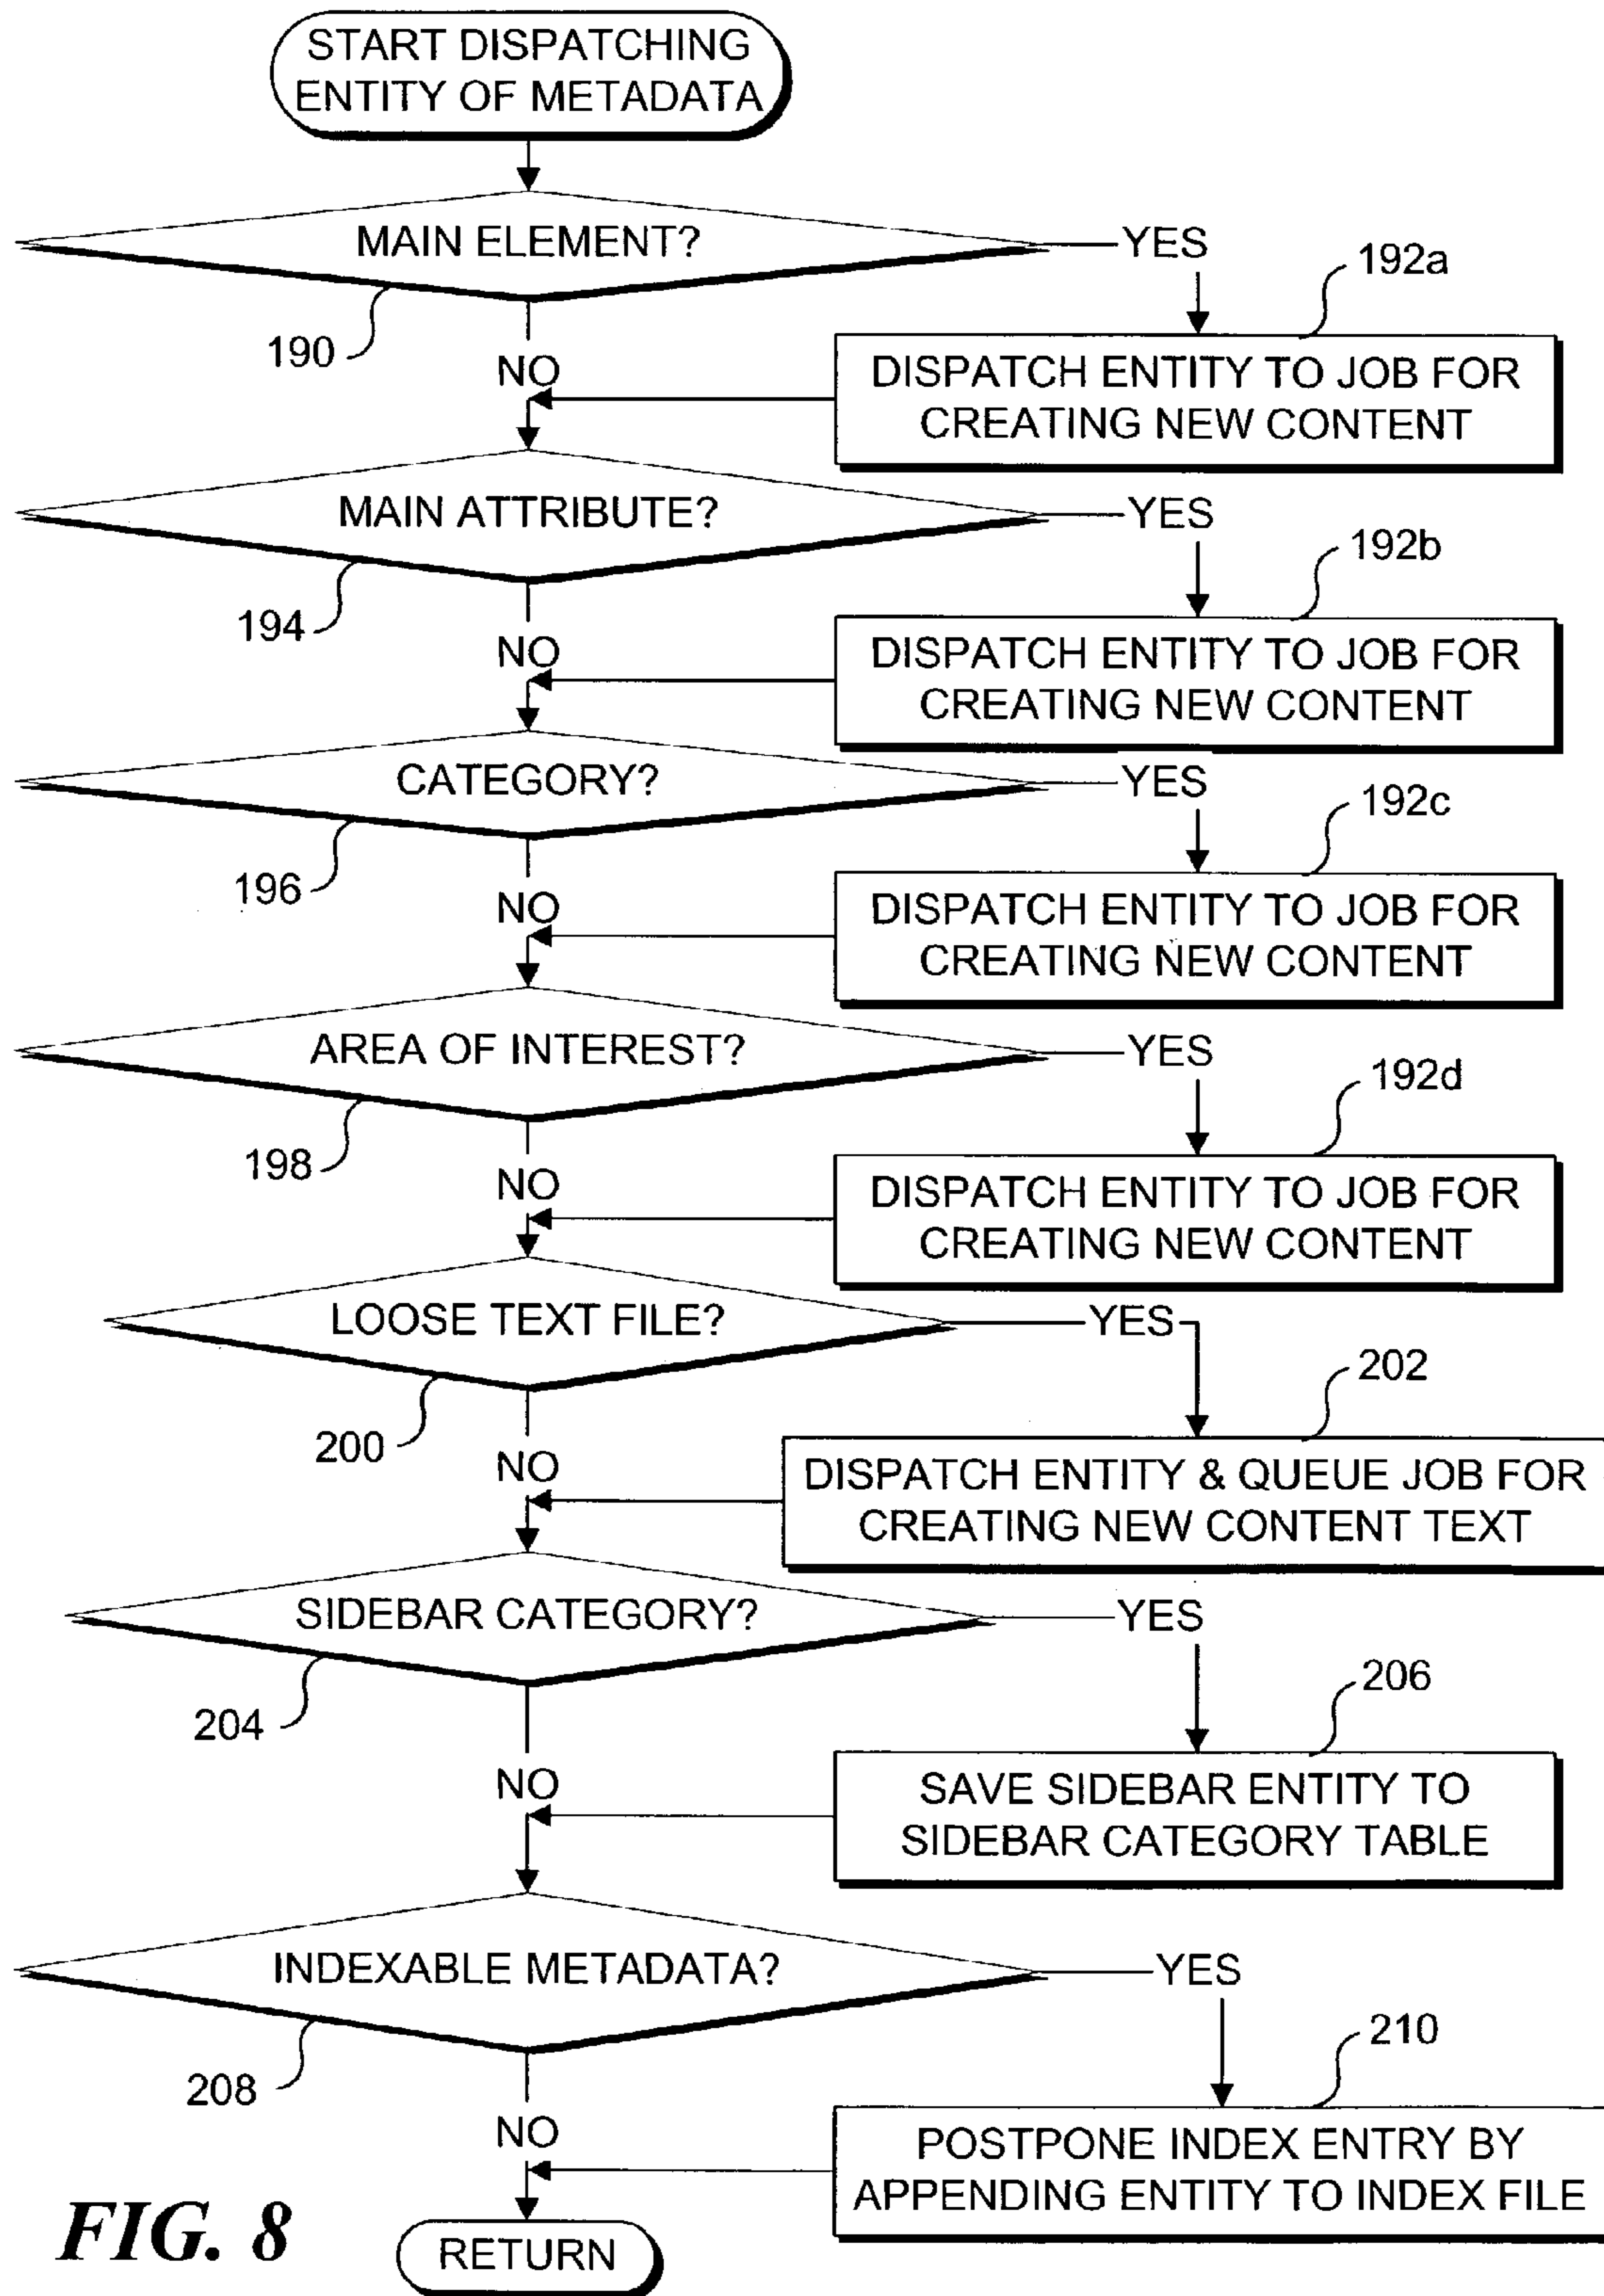 START DISPATCHING
ENTITY OF METADATA
MAIN ELEMENT?
YES
192a
190
NO
DISPATCH ENTITY TO JOB FOR
CREATING NEW CONTENT
MAIN ATTRIBUTE?
YES
192b
194
NO
DISPATCH ENTITY TO JOB FOR
CREATING NEW CONTENT
CATEGORY?
YES
192c
196
NO
DISPATCH ENTITY TO JOB FOR
CREATING NEW CONTENT
AREA OF INTEREST?
YES
192d
198
NO
DISPATCH ENTITY TO JOB FOR
CREATING NEW CONTENT
LOOSE TEXT FILE?
YES
202
200
NO
DISPATCH ENTITY & QUEUE JOB FOR
CREATING NEW CONTENT TEXT
SIDEBAR CATEGORY?
YES
206
204
NO
SAVE SIDEBAR ENTITY TO
SIDEBAR CATEGORY TABLE
INDEXABLE METADATA?
YES
210
208
NO
POSTPONE INDEX ENTRY BY
APPENDING ENTITY TO INDEX FILE
FIG. 8
RETURN